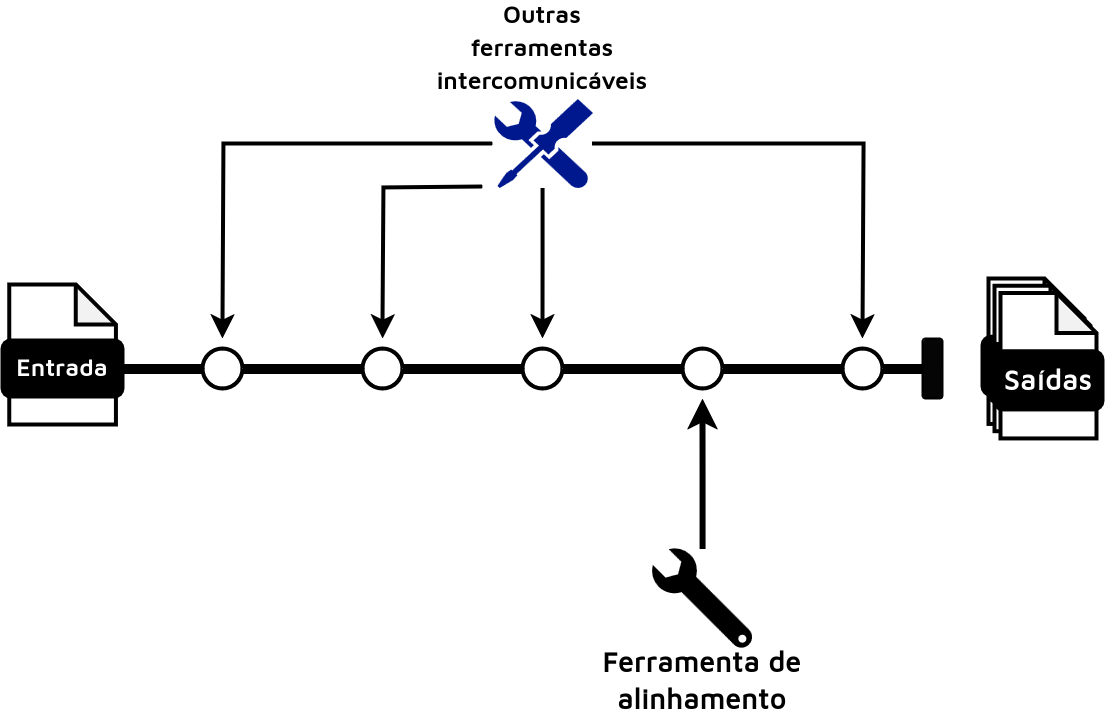 Outras
ferramentas
intercomunicáveis
Entrada
Saídas
Ferramenta de
alinhamento